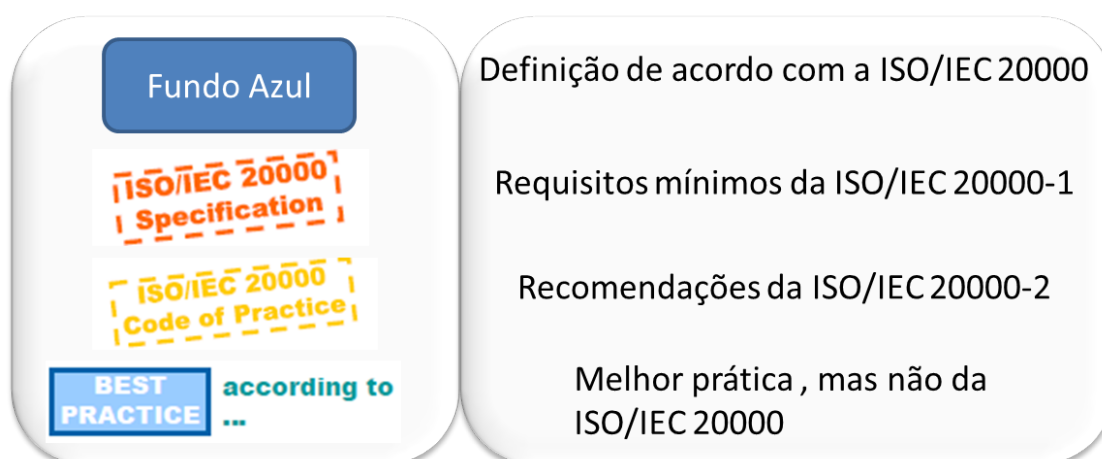 Fundo Azul
Definição de acordo com a ISO/IEC 20000
ISO/IEC 20000
Specification
Requisitos mínimos da ISO/IEC 20000-1
ISO/IEC 20000
Code of Practice
Recomendações da ISO/IEC 20000-2
BEST
PRACTICE
according to
...
Melhor prática , mas não da
ISO/IEC 20000